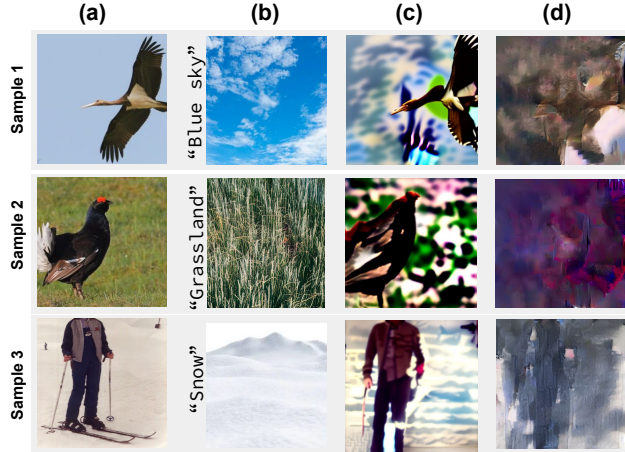 (a) (b) (c) (d)
Sample 1
“Blue sky”
Sample 2
“Grassland”
Sample 3
“Snow”